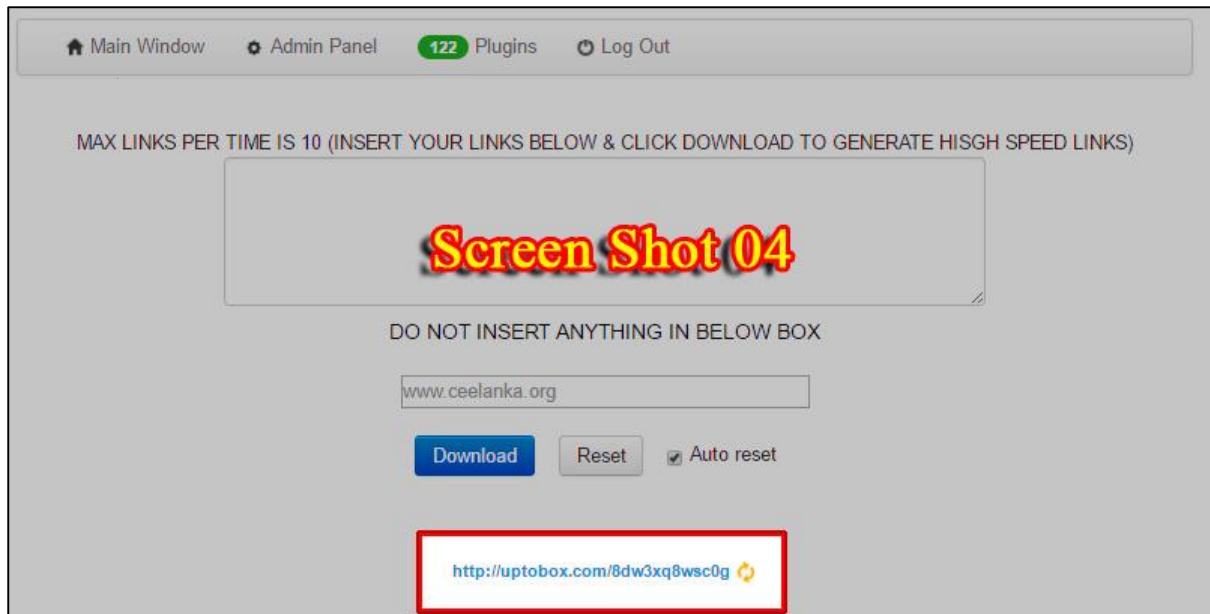 Main Window Admin Panel 122 Plugins Log Out
MAX LINKS PER TIME IS 10 (INSERT YOUR LINKS BELOW & CLICK DOWNLOAD TO GENERATE HISGH SPEED LINKS)
Screen Shot 04
DO NOT INSERT ANYTHING IN BELOW BOX
www.ceelanka.org
Download Reset Auto reset
http://uptobox.com/8dw3xq8wsc0g